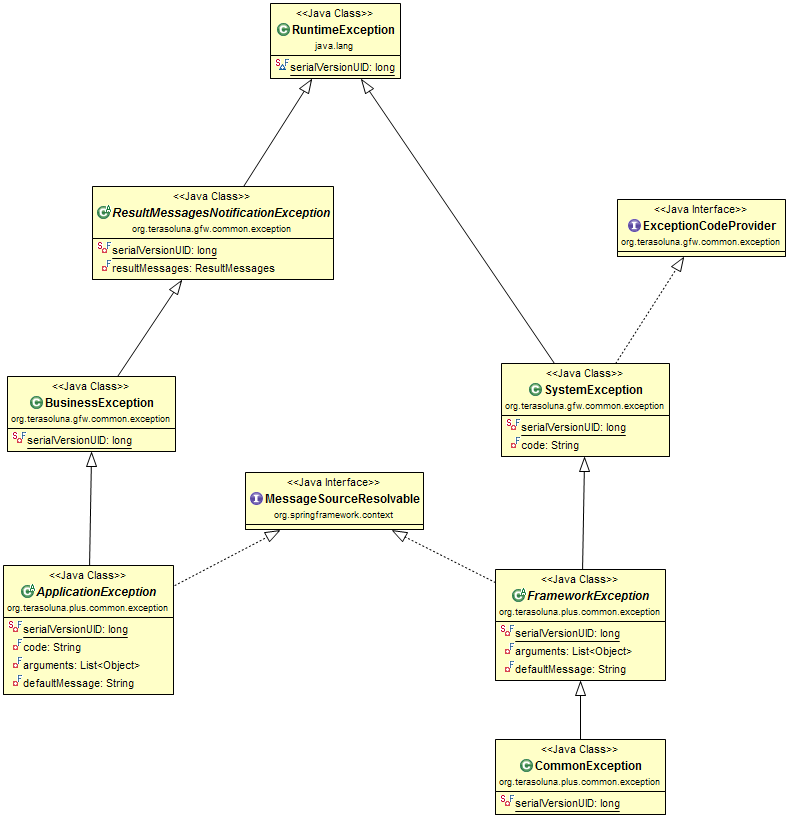 <<Java Class>>
RuntimeException
java.lang
serialVersionUID: long
<<Java Class>>
ResultMessagesNotificationException
org.terasoluna.gfw.common.exception
serialVersionUID: long
resultMessages: ResultMessages
<<Java Interface>>
ExceptionCodeProvider
org.terasoluna.gfw.common.exception
<<Java Class>>
BusinessException
org.terasoluna.gfw.common.exception
serialVersionUID: long
<<Java Class>>
SystemException
org.terasoluna.gfw.common.exception
serialVersionUID: long
code: String
<<Java Interface>>
MessageSourceResolvable
org.springframework.context
<<Java Class>>
ApplicationException
org.terasoluna.plus.common.exception
serialVersionUID: long
code: String
arguments: List<Object>
defaultMessage: String
<<Java Class>>
FrameworkException
org.terasoluna.plus.common.exception
serialVersionUID: long
arguments: List<Object>
defaultMessage: String
<<Java Class>>
CommonException
org.terasoluna.plus.common.exception
serialVersionUID: long